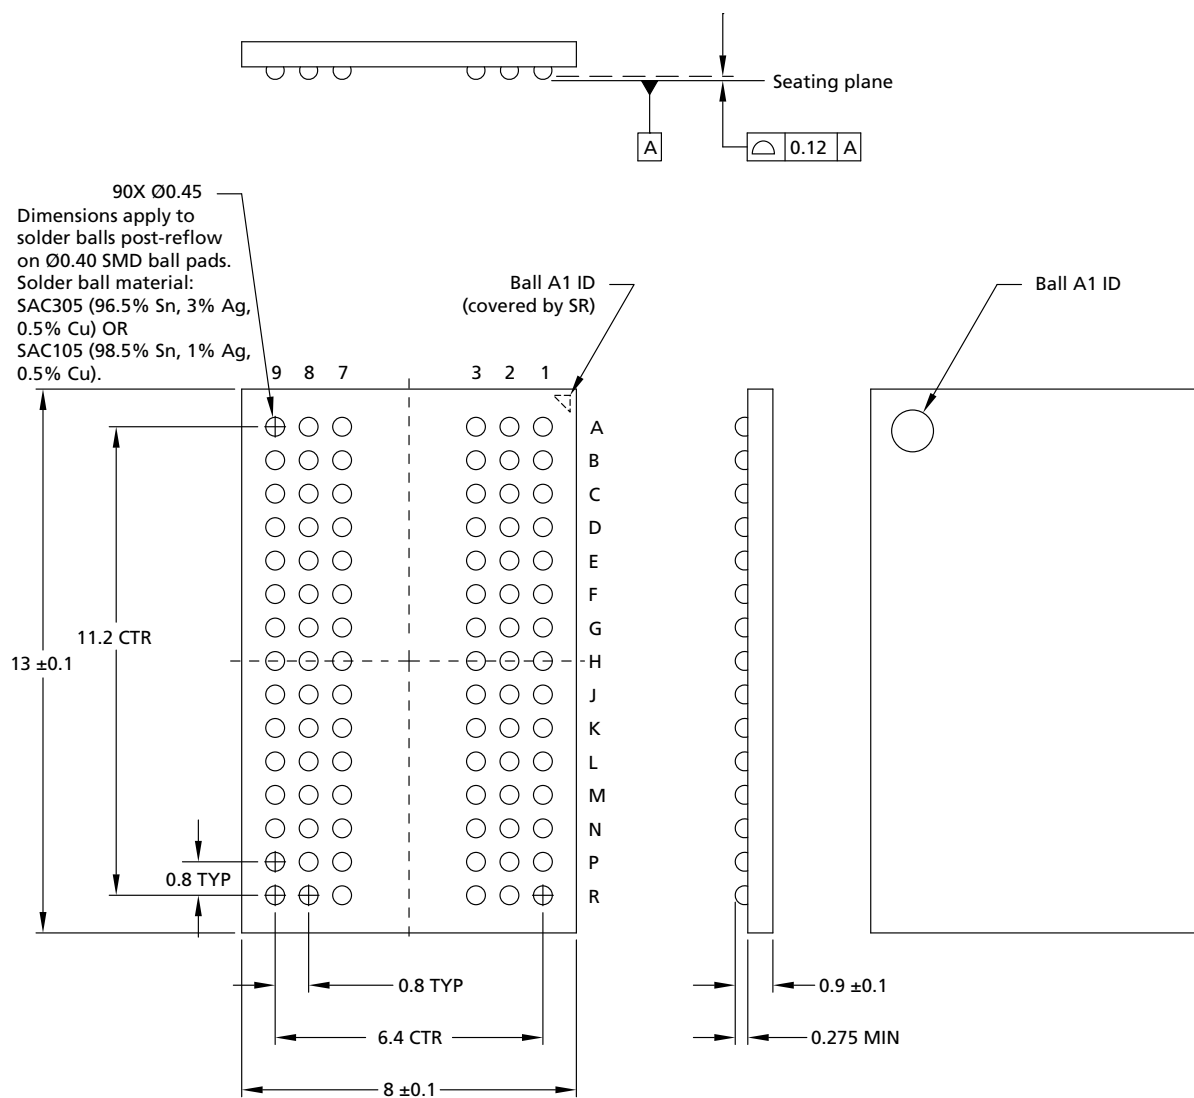 Seating plane
A
0.12 A
90X Ø0.45
Dimensions apply to
solder balls post-reflow
on Ø0.40 SMD ball pads.
Solder ball material:
SAC305 (96.5% Sn, 3% Ag,
0.5% Cu) OR
SAC105 (98.5% Sn, 1% Ag,
0.5% Cu).
Ball A1 ID
(covered by SR)
Ball A1 ID
9 8 7 3 2 1
A
B
C
D
E
F
G
11.2 CTR
H
13 ±0.1
J
K
L
M
N
P
0.8 TYP
R
0.8 TYP
0.9 ±0.1
6.4 CTR
0.275 MIN
8 ±0.1